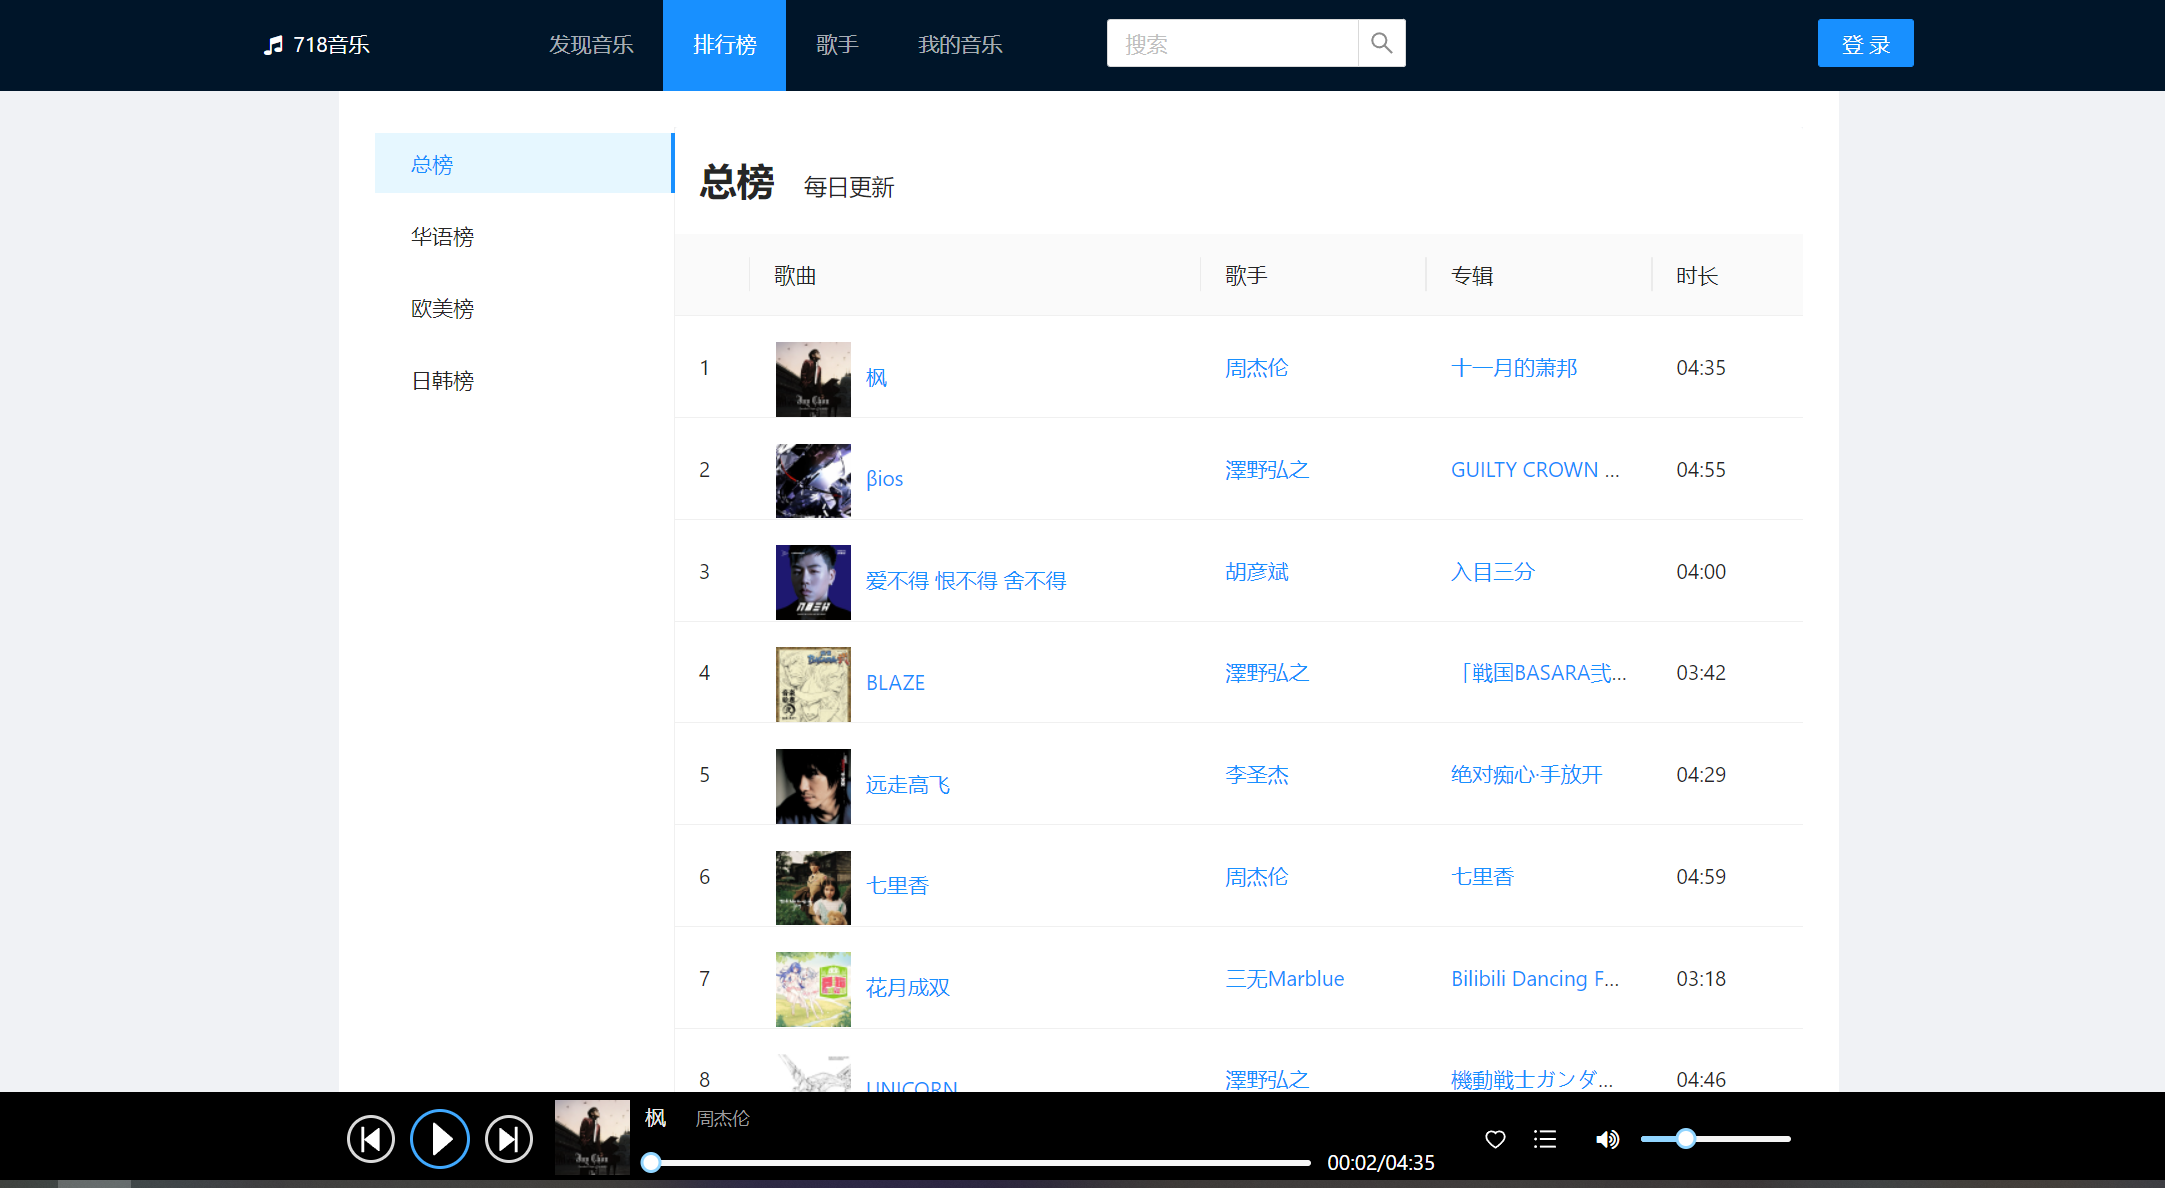 718音乐 发现音乐 排行榜 歌手 我的音乐 搜索 登 录
总榜
华语榜
欧美榜
日韩榜
总榜 每日更新
歌曲 歌手 专辑 时长
1 枫 周杰伦 十一月的萧邦 04:35
2 βios 澤野弘之 GUILTY CROWN ... 04:55
3 爱不得 恨不得 舍不得 胡彦斌 入目三分 04:00
4 BLAZE 澤野弘之 「戦国BASARA弐... 03:42
5 远走高飞 李圣杰 绝对痴心·手放开 04:29
6 七里香 周杰伦 七里香 04:59
7 花月成双 三无Marblue Bilibili Dancing F... 03:18
8 UNICORN 澤野弘之 機動戦士ガンダ... 04:46
枫 周杰伦
00:02/04:35